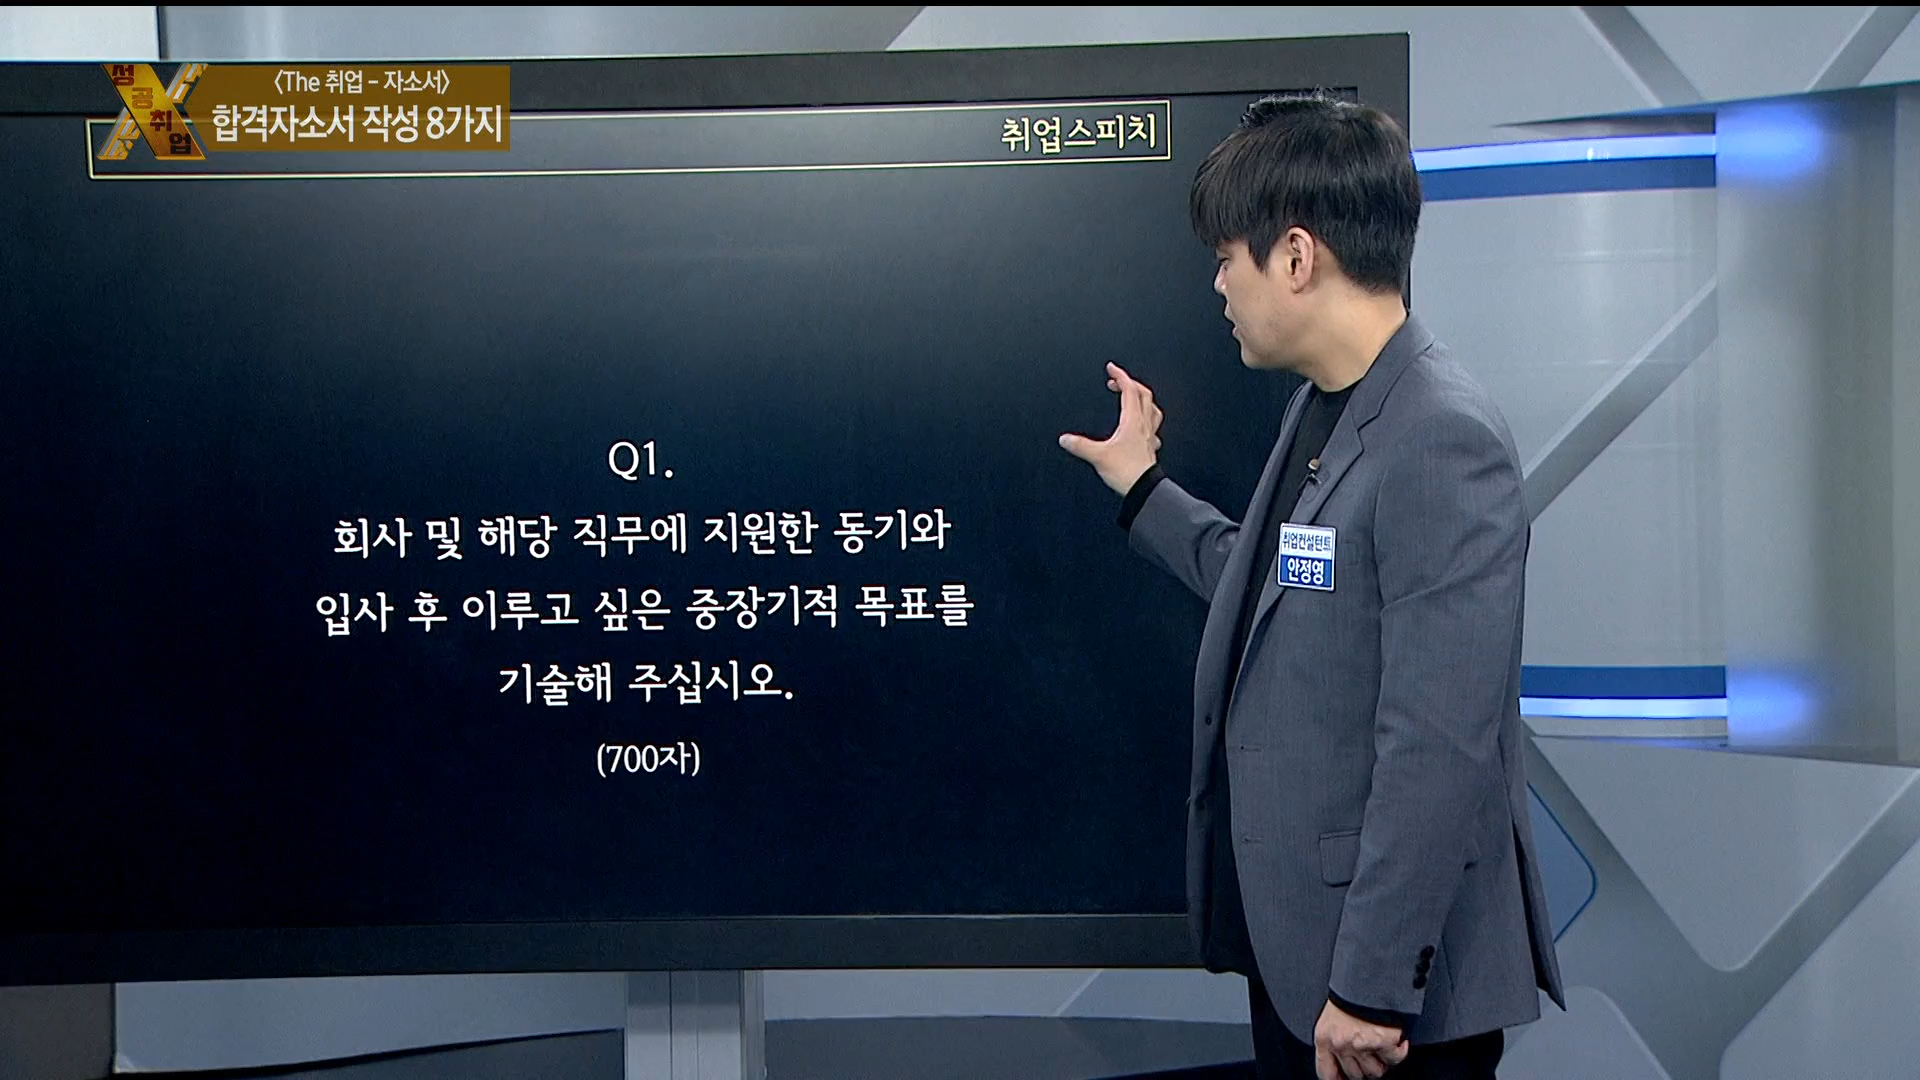 성공취업
〈The 취업 – 자소서〉
합격자소서 작성 8가지
취업스피치
Q1.
회사 및 해당 직무에 지원한 동기와
입사 후 이루고 싶은 중장기적 목표를
기술해 주십시오.
(700자)
취업컨설턴트
안정영